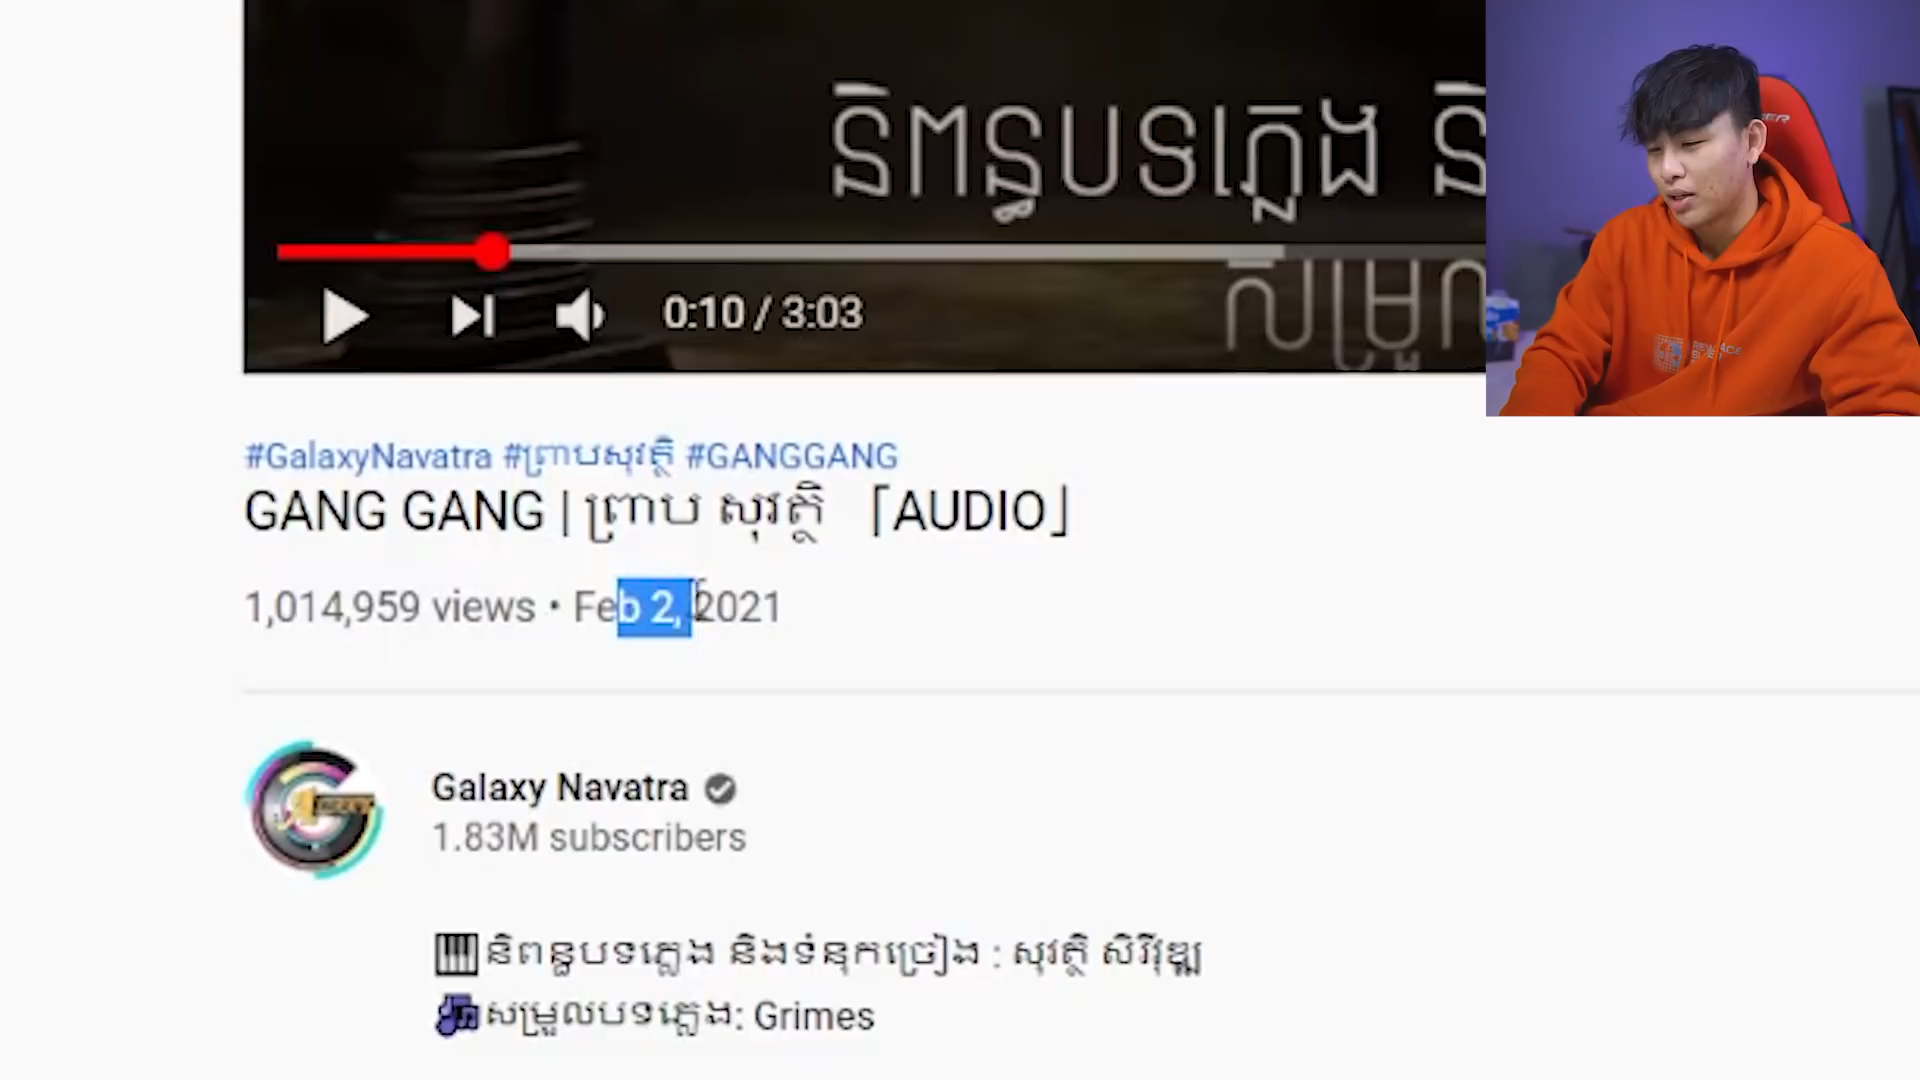 និពន្ធបទភ្លេង និ
សម្រួល
0:10 / 3:03
#GalaxyNavatra #ព្រាបសុវត្ថិ #GANGGANG
GANG GANG | ព្រាប សុវត្ថិ 「AUDIO」
1,014,959 views • Feb 2, 2021
Galaxy Navatra
1.83M subscribers
និពន្ធបទភ្លេង និងទំនុកច្រៀង : សុវត្ថិ សិរីវុឌ្ឍ
សម្រួលបទភ្លេង: Grimes